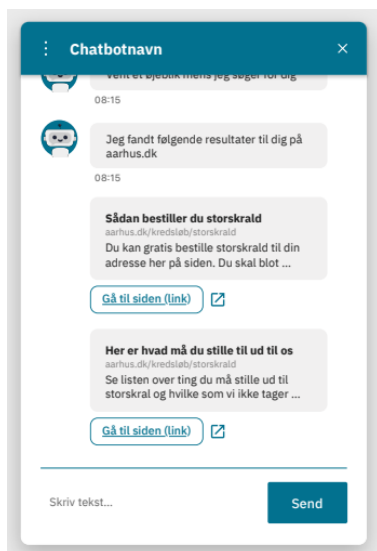 Chatbotnavn
Vent et øjeblik mens jeg søger for dig
08:15
Jeg fandt følgende resultater til dig på
aarhus.dk
08:15
Sådan bestiller du storskrald
aarhus.dk/kredsløb/storskrald
Du kan gratis bestille storskrald til din
adresse her på siden. Du skal blot ...
Gå til siden (link)
Her er hvad må du stille til ud til os
aarhus.dk/kredsløb/storskrald
Se listen over ting du må stille ud til
storskral og hvilke som vi ikke tager ...
Gå til siden (link)
Skriv tekst...
Send